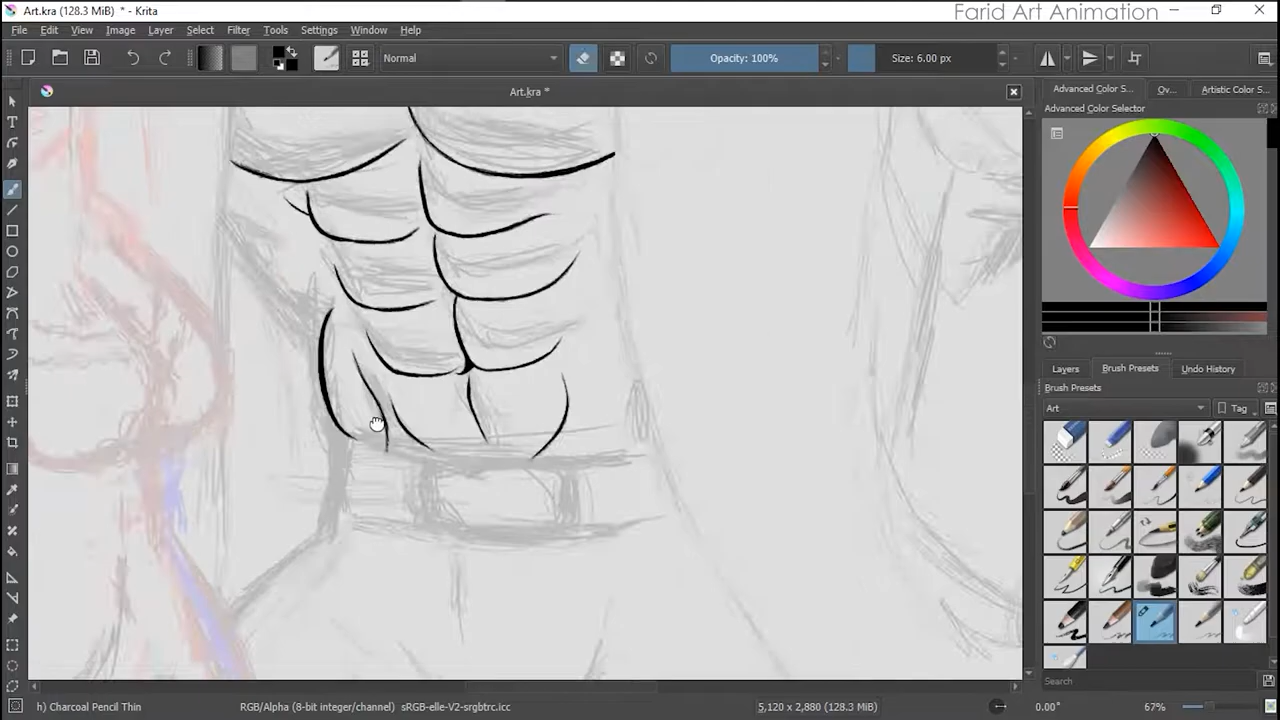 Art.kra (128.3 MiB) * - Krita
Farid Art Animation
File Edit View Image Layer Select Filter Tools Settings Window Help
Normal
Opacity: 100%
Size: 6.00 px
Art.kra *
Advanced Color S...
Ov...
Artistic Color S...
Advanced Color Selector
Layers
Brush Presets
Undo History
Brush Presets
Art
Tag
Search
h) Charcoal Pencil Thin
RGB/Alpha (8-bit integer/channel) sRGB-elle-V2-srgbtrc.icc
5,120 x 2,880 (128.3 MiB)
0.00°
67%